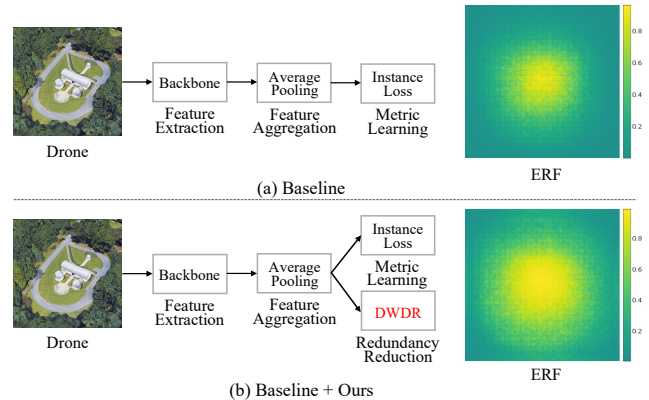 Drone
Backbone
Feature
Extraction
Average
Pooling
Feature
Aggregation
Instance
Loss
Metric
Learning
0.8
0.6
0.4
0.2
ERF
(a) Baseline
Drone
Backbone
Feature
Extraction
Average
Pooling
Feature
Aggregation
Instance
Loss
Metric
Learning
DWDR
Redundancy
Reduction
0.8
0.6
0.4
0.2
ERF
(b) Baseline + Ours